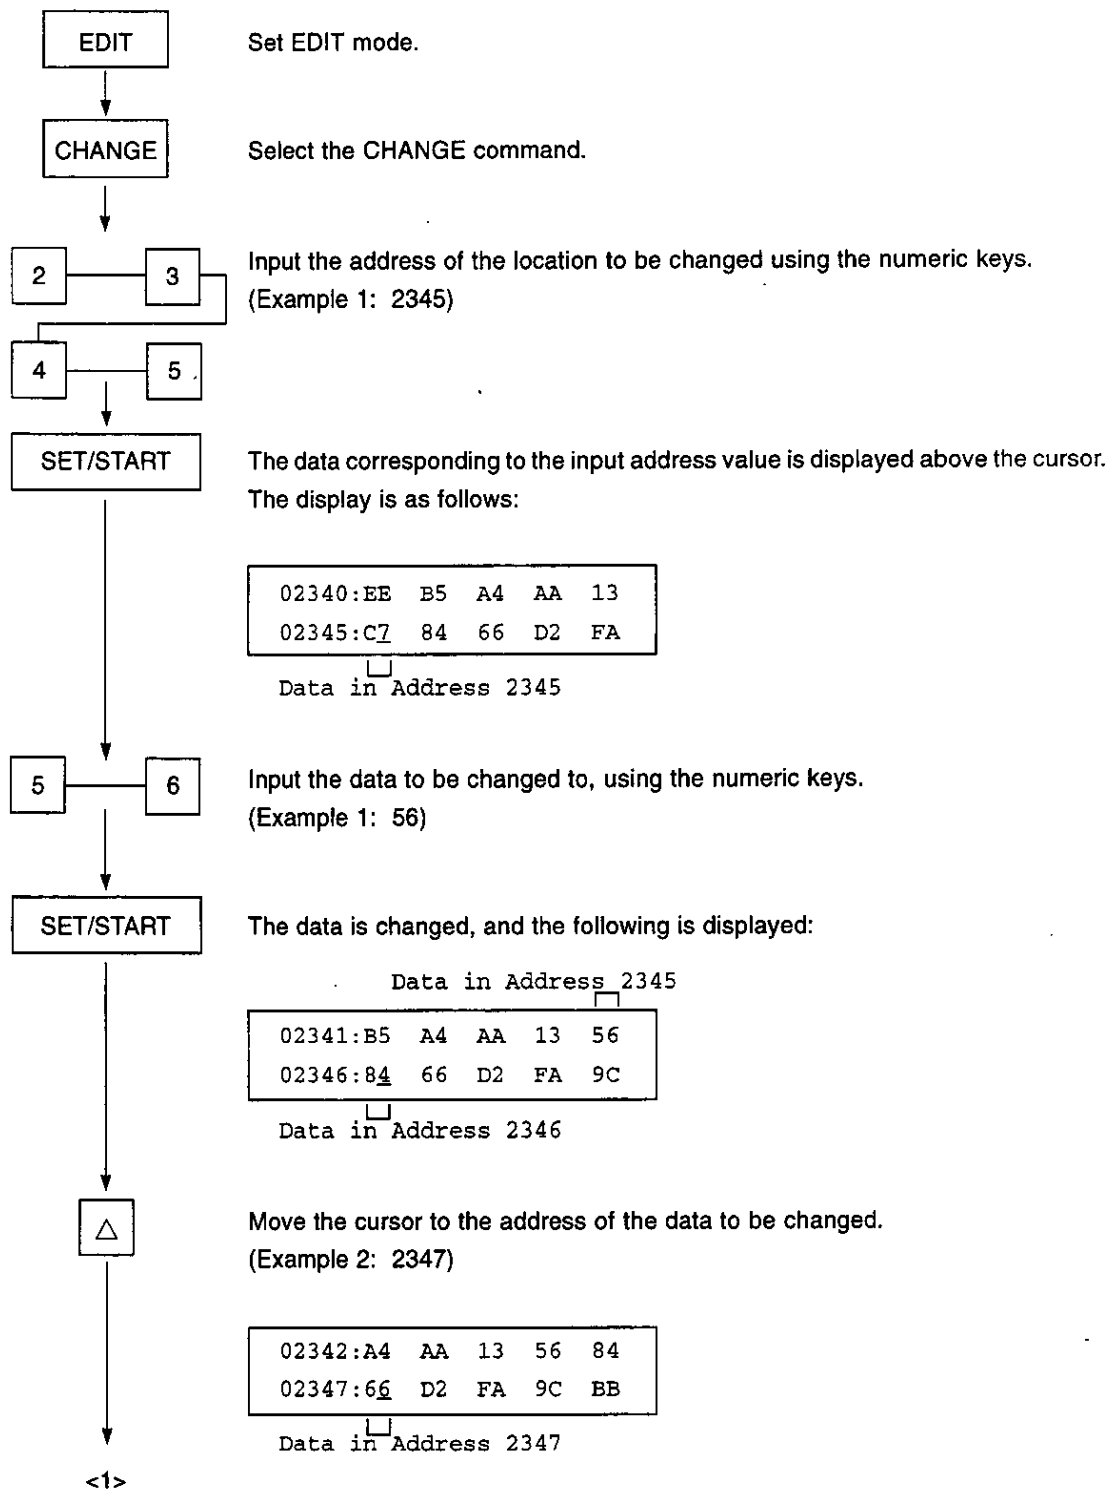 EDIT Set EDIT mode.
CHANGE Select the CHANGE command.
2 3 Input the address of the location to be changed using the numeric keys.
(Example 1: 2345)
4 5
SET/START The data corresponding to the input address value is displayed above the cursor.
The display is as follows:
02340:EE B5 A4 AA 13
02345:C7 84 66 D2 FA
Data in Address 2345
5 6 Input the data to be changed to, using the numeric keys.
(Example 1: 56)
SET/START The data is changed, and the following is displayed:
Data in Address 2345
02341:B5 A4 AA 13 56
02346:84 66 D2 FA 9C
Data in Address 2346
△ Move the cursor to the address of the data to be changed.
(Example 2: 2347)
02342:A4 AA 13 56 84
02347:66 D2 FA 9C BB
Data in Address 2347
<1>